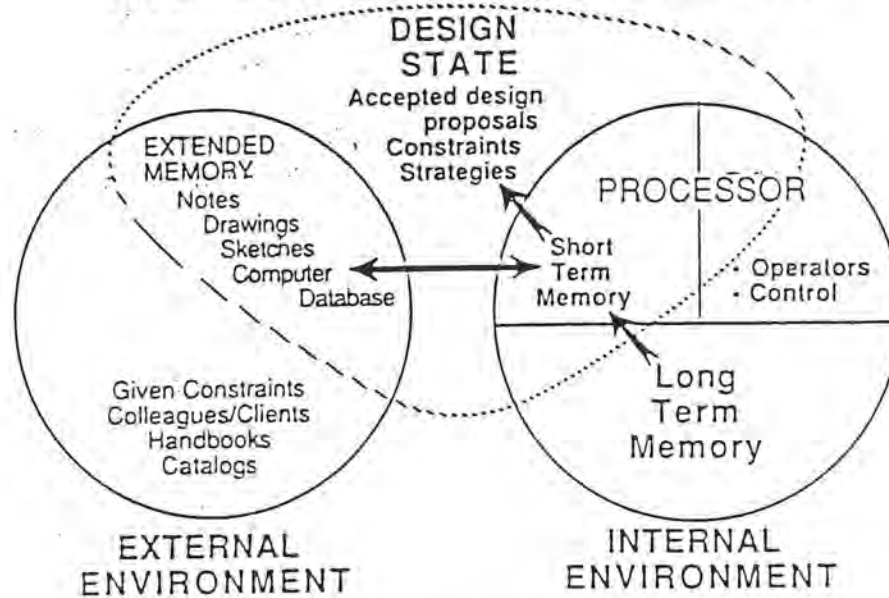 DESIGN
STATE
Accepted design
proposals
Constraints
Strategies
EXTENDED
MEMORY
Notes
Drawings
Sketches
Computer
Database
Given Constraints
Colleagues/Clients
Handbooks
Catalogs
EXTERNAL
ENVIRONMENT
PROCESSOR
Short
Term
Memory
· Operators
· Control
Long
Term
Memory
INTERNAL
ENVIRONMENT